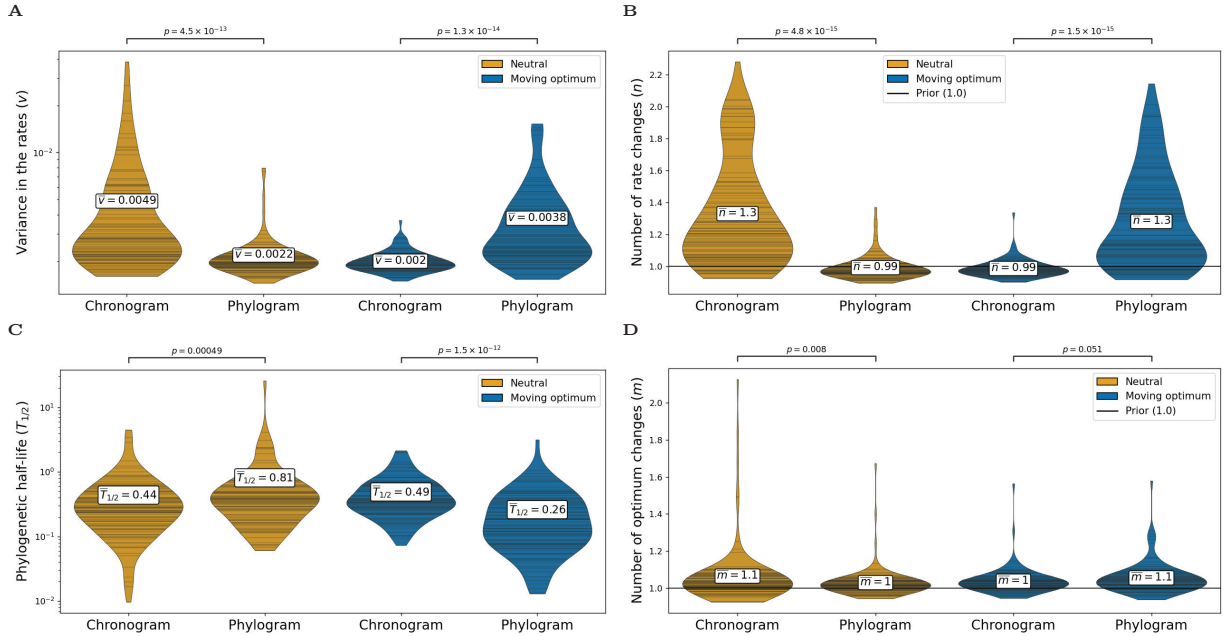 A
p = 4.5 × 10⁻¹³
p = 1.3 × 10⁻¹⁴
Neutral
Moving optimum
Variance in the rates (v)
10⁻²
v̅ = 0.0049
v̅ = 0.0022
v̅ = 0.002
v̅ = 0.0038
Chronogram
Phylogram
Chronogram
Phylogram
B
p = 4.8 × 10⁻¹⁵
p = 1.5 × 10⁻¹⁵
Neutral
Moving optimum
Prior (1.0)
Number of rate changes (n)
2.2
2.0
1.8
1.6
1.4
1.2
1.0
n̅ = 1.3
n̅ = 0.99
n̅ = 0.99
n̅ = 1.3
Chronogram
Phylogram
Chronogram
Phylogram
C
p = 0.00049
p = 1.5 × 10⁻¹²
Neutral
Moving optimum
Phylogenetic half-life (T₁/₂)
10¹
10⁰
10⁻¹
10⁻²
T̅₁/₂ = 0.44
T̅₁/₂ = 0.81
T̅₁/₂ = 0.49
T̅₁/₂ = 0.26
Chronogram
Phylogram
Chronogram
Phylogram
D
p = 0.008
p = 0.051
Neutral
Moving optimum
Prior (1.0)
Number of optimum changes (m)
2.0
1.8
1.6
1.4
1.2
1.0
m̅ = 1.1
m̅ = 1
m̅ = 1
m̅ = 1.1
Chronogram
Phylogram
Chronogram
Phylogram